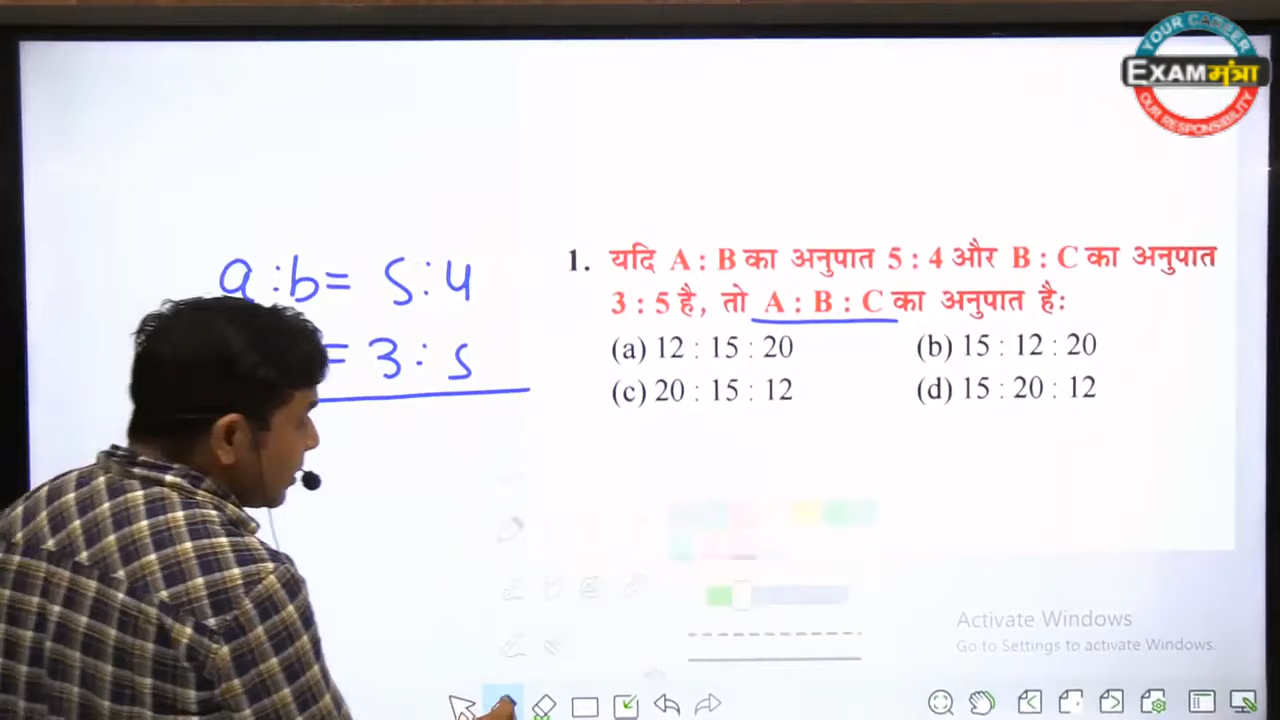 YOUR CAREER
EXAMमंत्रा
OUR RESPONSIBILITY
a : b = 5 : 4
= 3 : 5
1. यदि A : B का अनुपात 5 : 4 और B : C का अनुपात
3 : 5 है, तो A : B : C का अनुपात है:
(a) 12 : 15 : 20 (b) 15 : 12 : 20
(c) 20 : 15 : 12 (d) 15 : 20 : 12
Activate Windows
Go to Settings to activate Windows.